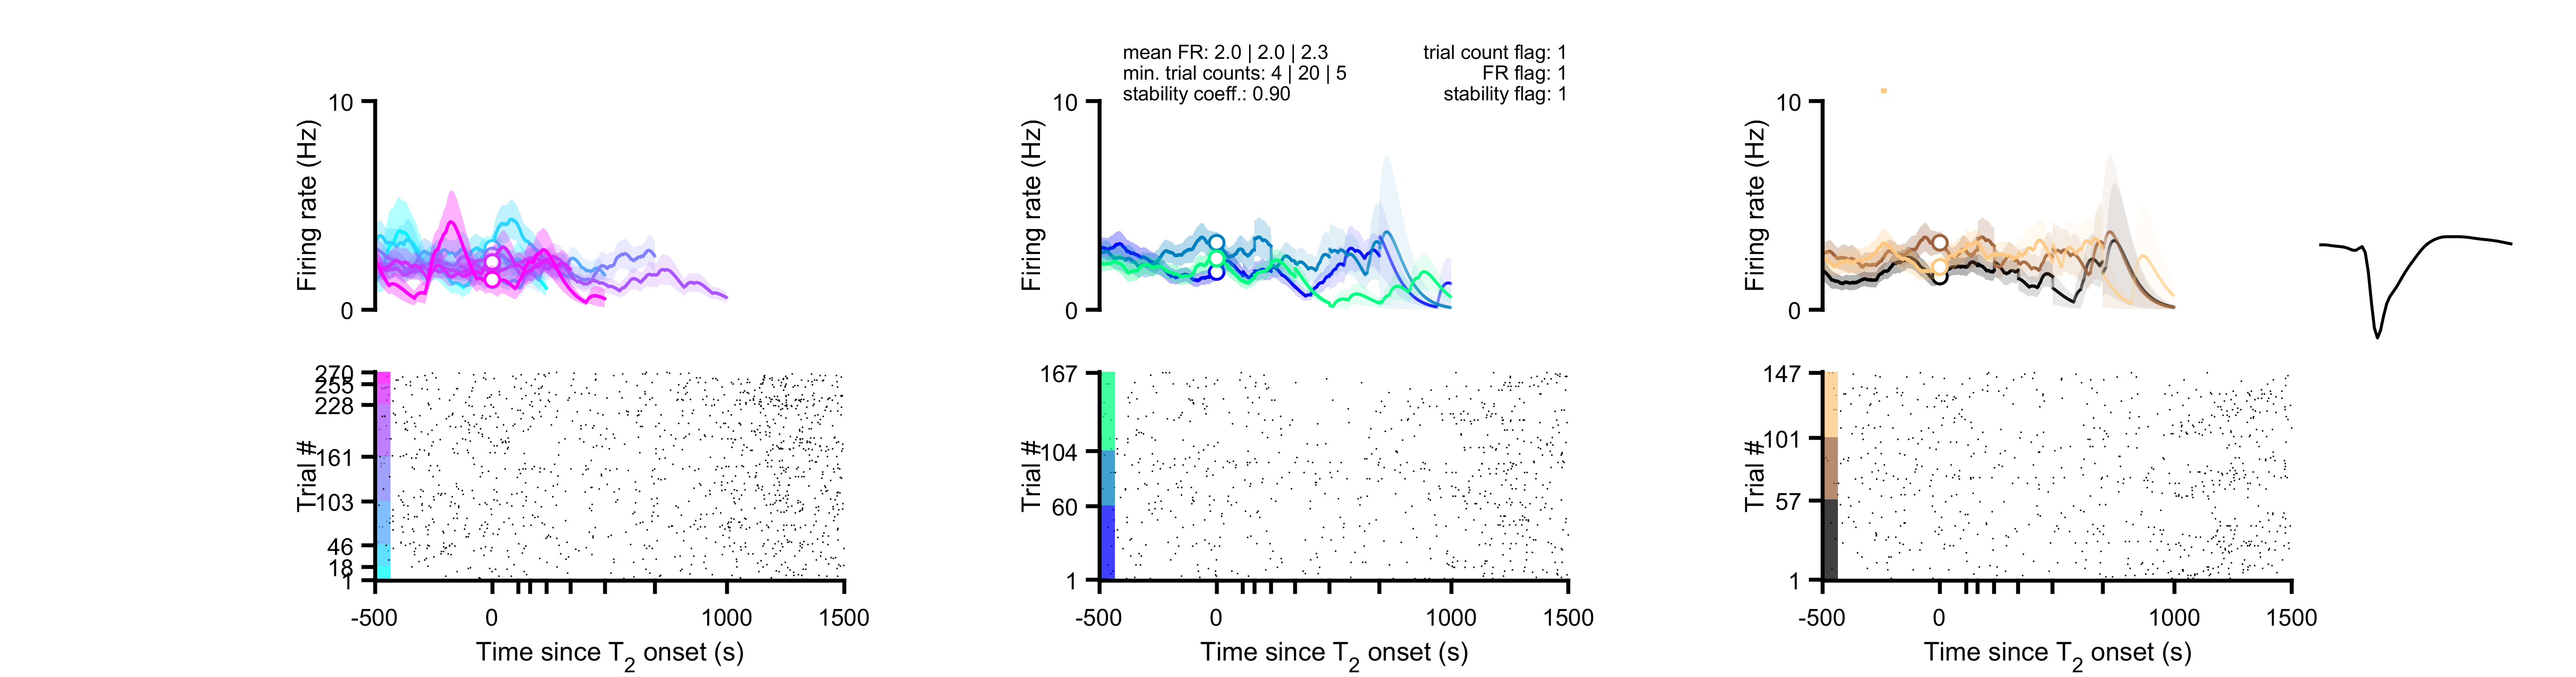 mean FR: 2.0 | 2.0 | 2.3
min. trial counts: 4 | 20 | 5
stability coeff.: 0.90
trial count flag: 1
FR flag: 1
stability flag: 1
10
0
Firing rate (Hz)
270
255
228
161
103
46
18
1
Trial #
-500
0
1000
1500
Time since T2 onset (s)
10
0
Firing rate (Hz)
167
104
60
1
Trial #
-500
0
1000
1500
Time since T2 onset (s)
10
0
Firing rate (Hz)
147
101
57
1
Trial #
-500
0
1000
1500
Time since T2 onset (s)